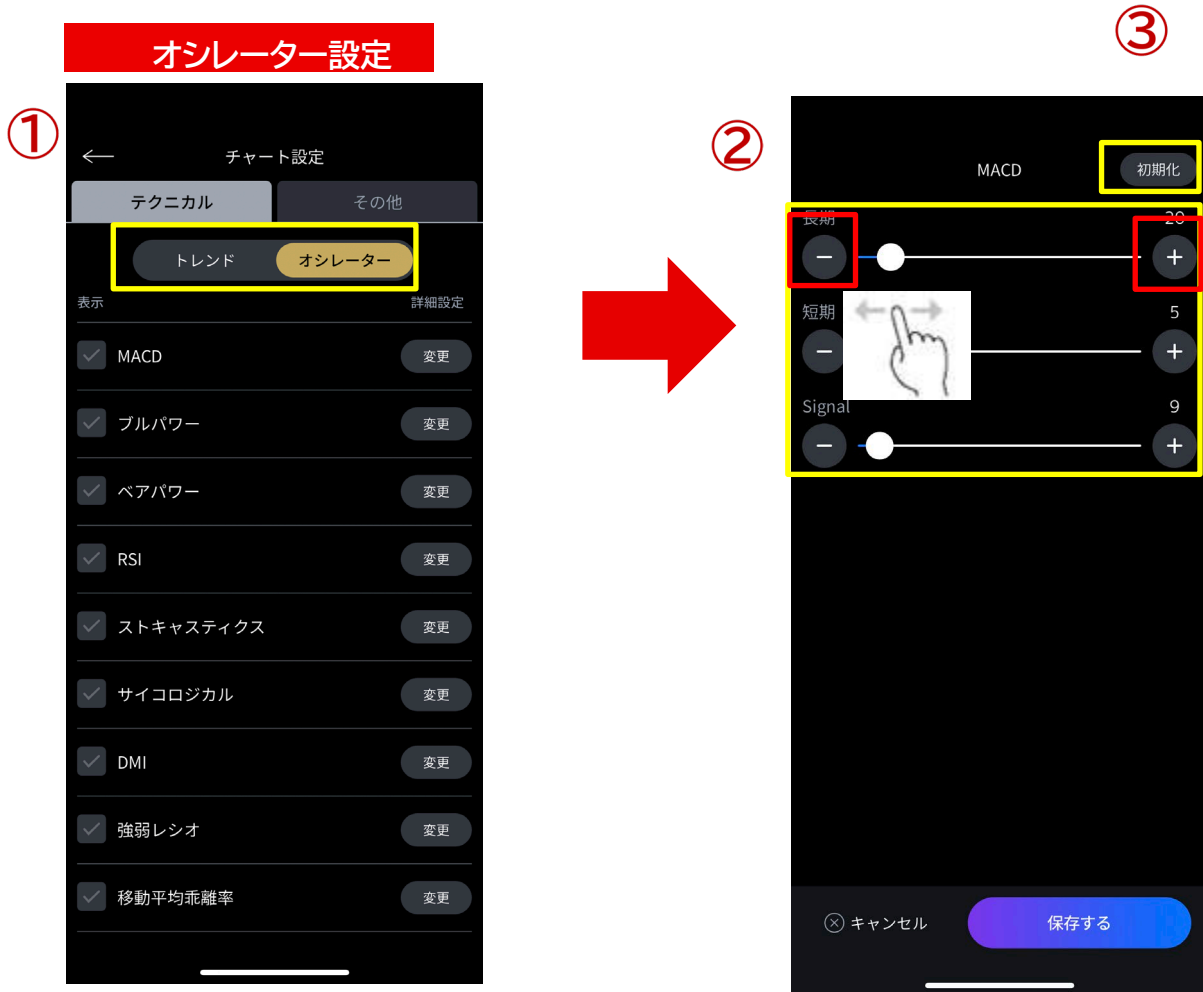 ③
オシレーター設定
①
チャート設定
テクニカル
その他
トレンド
オシレーター
表示
詳細設定
MACD
変更
ブルパワー
変更
ベアパワー
変更
RSI
変更
ストキャスティクス
変更
サイコロジカル
変更
DMI
変更
強弱レシオ
変更
移動平均乖離率
変更
②
MACD
初期化
長期
20
短期
5
Signal
9
キャンセル
保存する